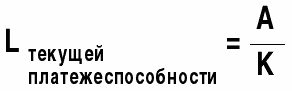 L текущей платежеспособности = А / К